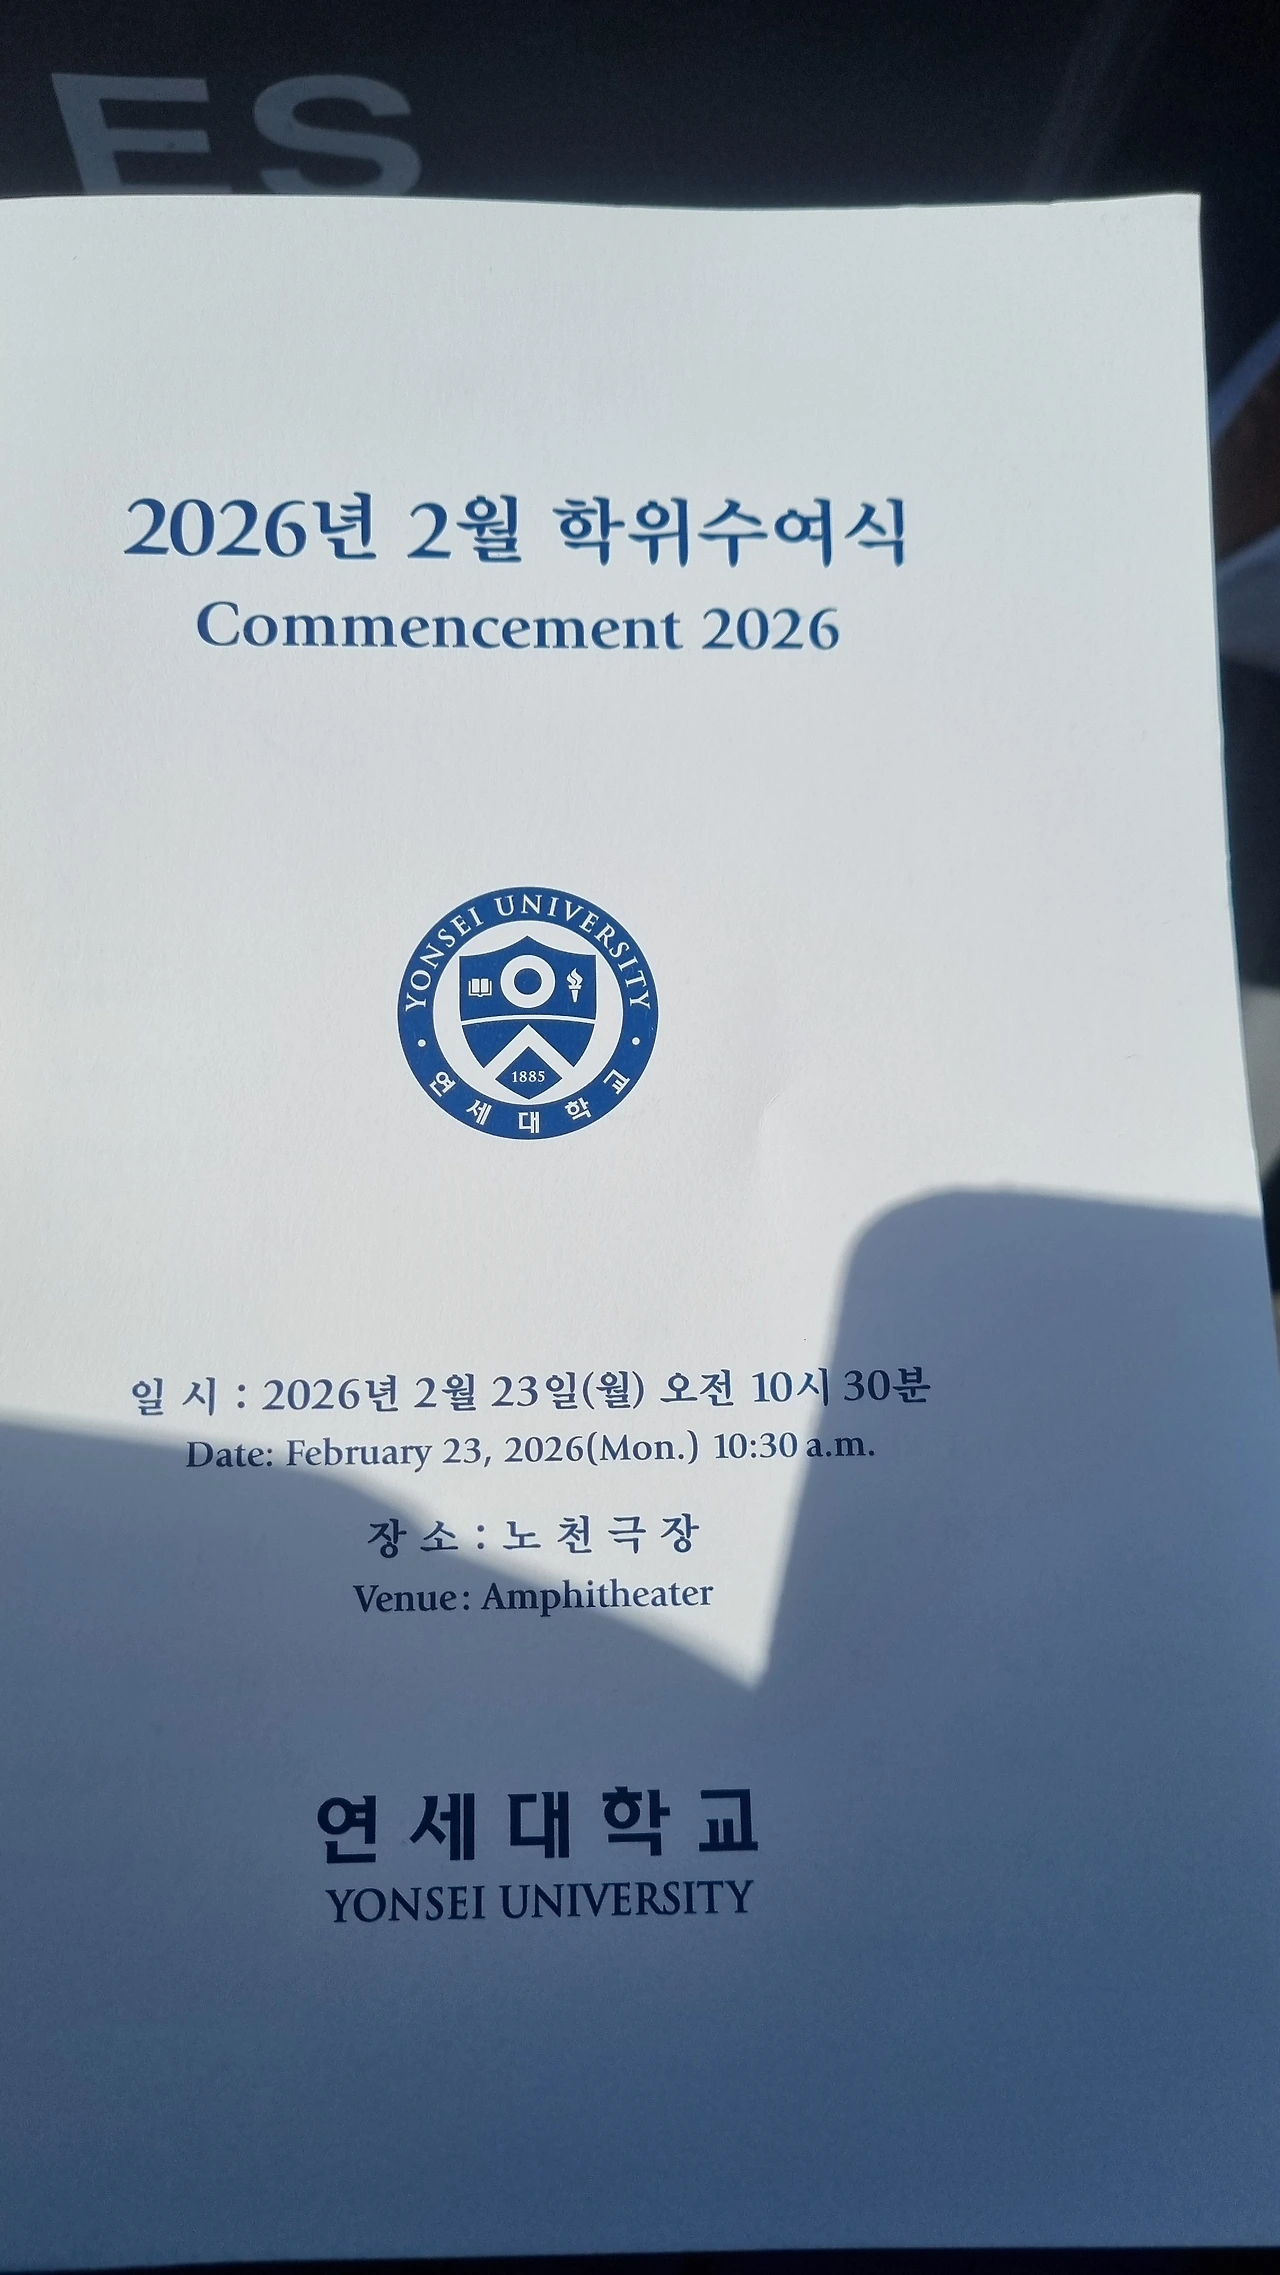 ES
2026년 2월 학위수여식
Commencement 2026
YONSEI UNIVERSITY
1885
연세대학교
일 시 : 2026년 2월 23일(월) 오전 10시 30분
Date: February 23, 2026(Mon.) 10:30 a.m.
장 소 : 노 천 극 장
Venue: Amphitheater
연세대학교
YONSEI UNIVERSITY